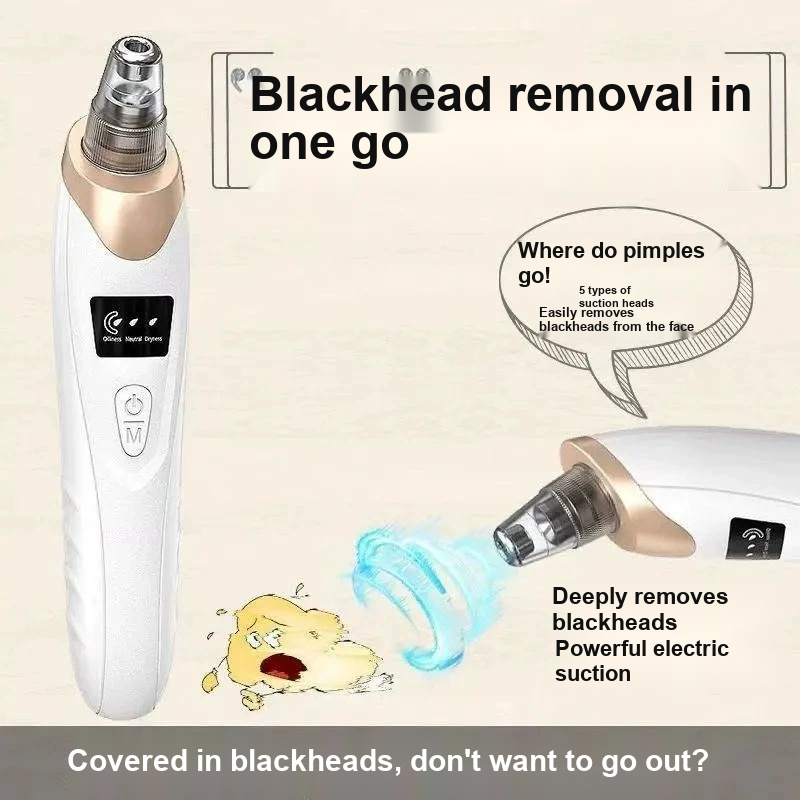 Blackhead removal in
one go
Where do pimples
go!
5 types of
suction heads
Easily removes
blackheads from the face
Oiliness Neutral Dryness
M
Deeply removes
blackheads
Powerful electric
suction
Covered in blackheads, don't want to go out?